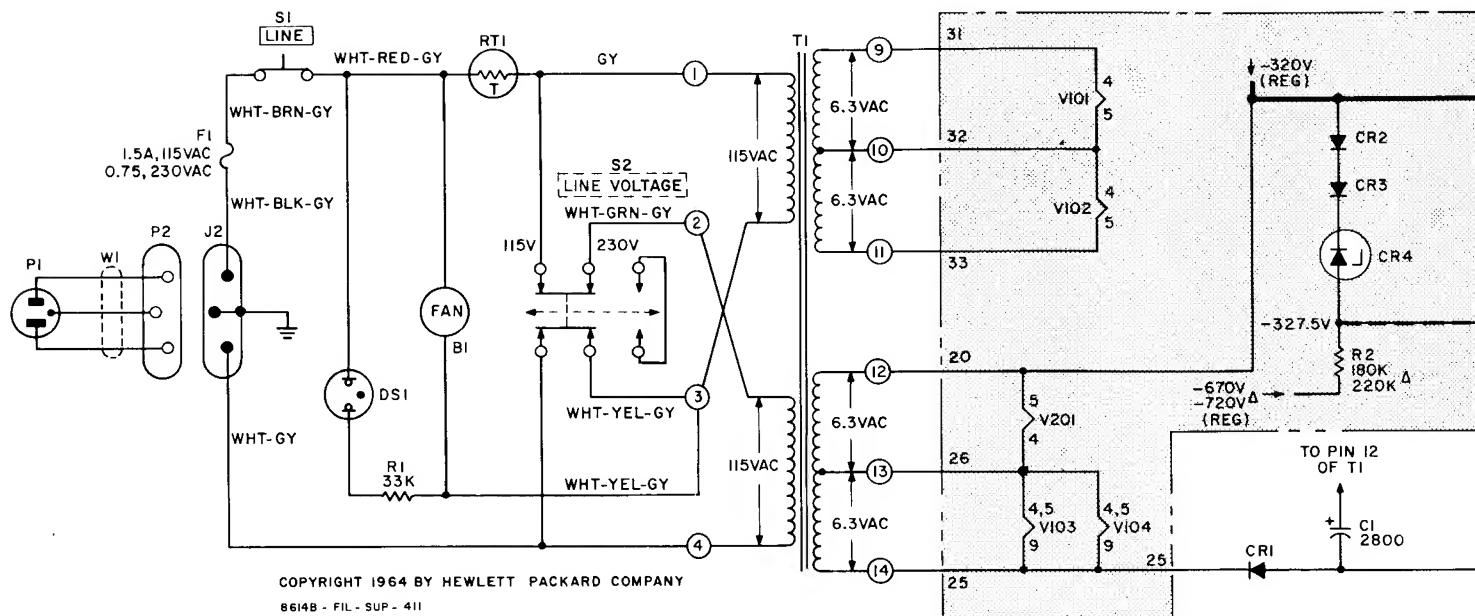 S1
LINE
WHT-RED-GY
RT1
T
GY
1
T1
9
31
WHT-BRN-GY
F1
1.5A,115VAC
0.75,230VAC
WHT-BLK-GY
6.3VAC
4
V101
5
-320V
(REG)
CR2
CR3
CR4
10
32
115VAC
S2
LINE VOLTAGE
WHT-GRN-GY
2
6.3VAC
4
V102
5
11
33
115V
230V
P1
W1
P2
J2
FAN
B1
-327.5V
R2
180K
220K Δ
-670V
-720V Δ
(REG)
DS1
3
WHT-YEL-GY
12
20
6.3VAC
5
V201
4
WHT-GY
R1
33K
WHT-YEL-GY
115VAC
13
26
TO PIN 12
OF T1
6.3VAC
4,5
V103
9
4,5
V104
9
+
C1
2800
4
14
25
25
CR1
COPYRIGHT 1964 BY HEWLETT PACKARD COMPANY
8614B - FIL - SUP - 411